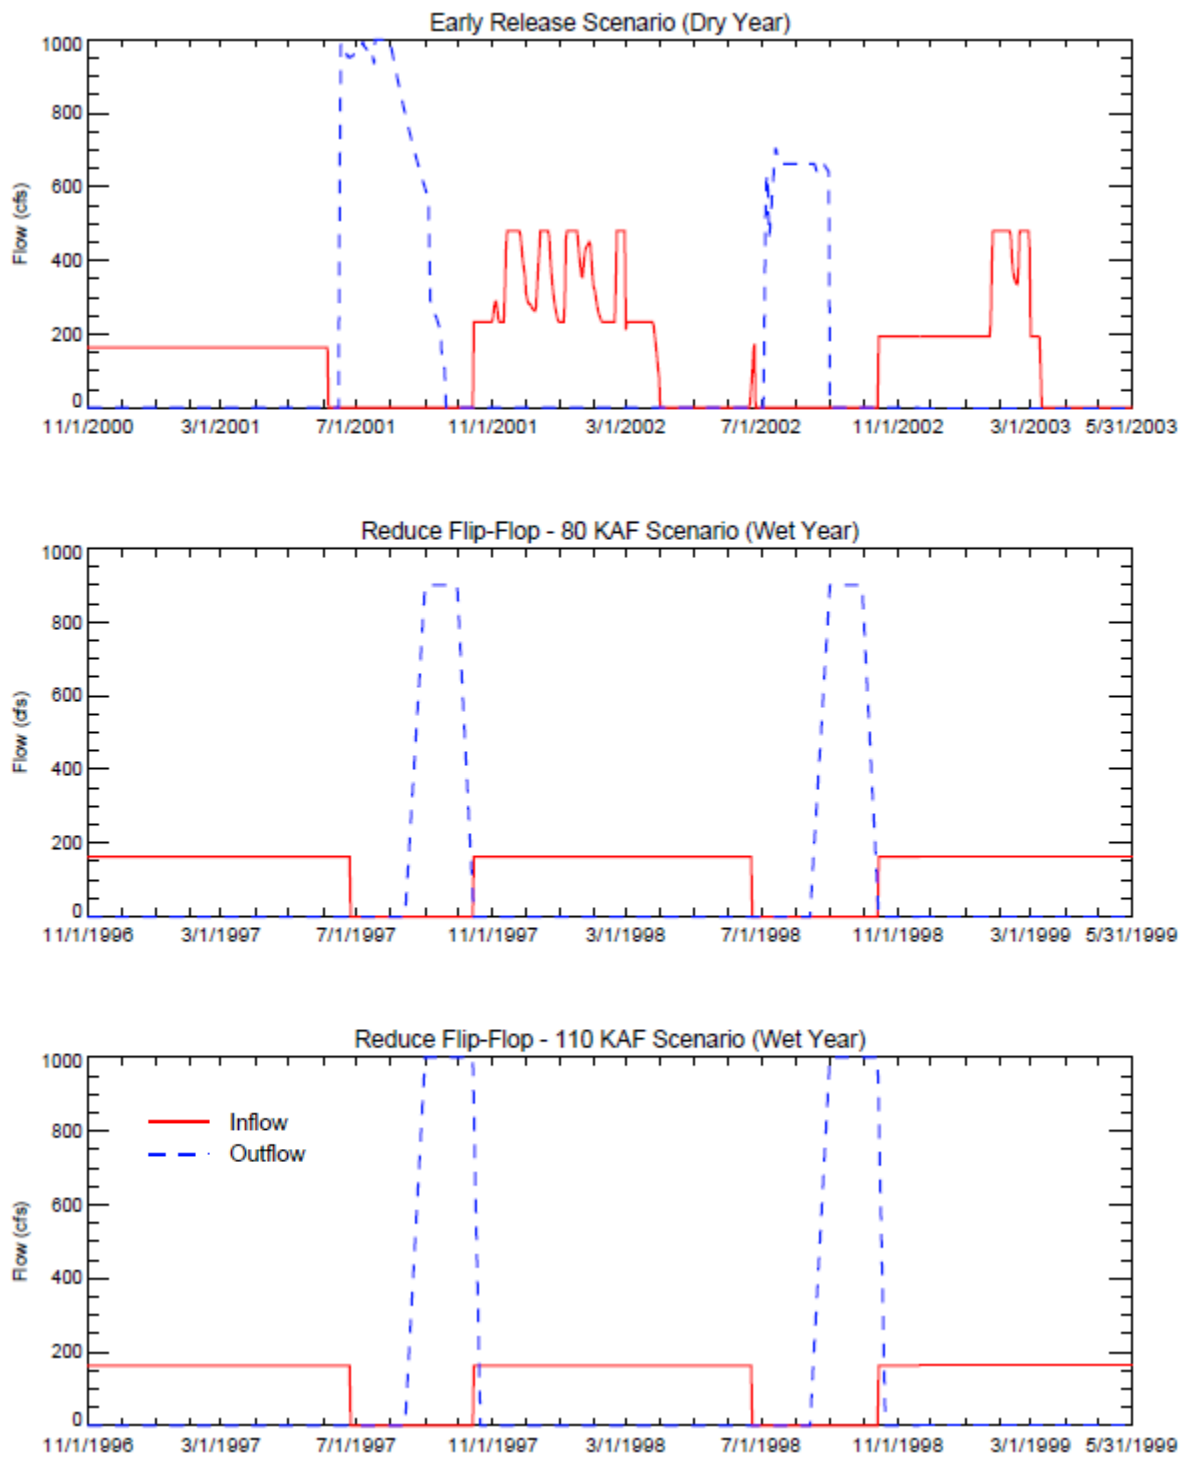 Early Release Scenario (Dry Year)
1000
800
600
400
200
0
Flow (cfs)
11/1/2000 3/1/2001 7/1/2001 11/1/2001 3/1/2002 7/1/2002 11/1/2002 3/1/2003 5/31/2003
Reduce Flip-Flop - 80 KAF Scenario (Wet Year)
1000
800
600
400
200
0
Flow (cfs)
11/1/1996 3/1/1997 7/1/1997 11/1/1997 3/1/1998 7/1/1998 11/1/1998 3/1/1999 5/31/1999
Reduce Flip-Flop - 110 KAF Scenario (Wet Year)
1000
800
600
400
200
0
Flow (cfs)
Inflow
Outflow
11/1/1996 3/1/1997 7/1/1997 11/1/1997 3/1/1998 7/1/1998 11/1/1998 3/1/1999 5/31/1999